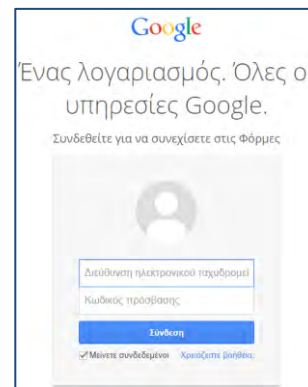 Google
Ένας λογαριασμός. Όλες ο
υπηρεσίες Google.
Συνδεθείτε για να συνεχίσετε στις Φόρμες
Διεύθυνση ηλεκτρονικού ταχυδρομεί
Κωδικός πρόσβασης
Σύνδεση
Μείνετε συνδεδεμένοι Χρειάζεστε βοήθεια;